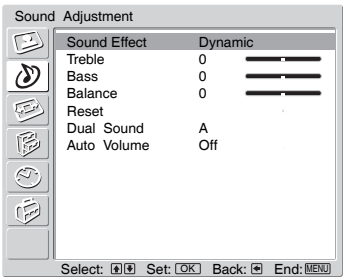 Sound Adjustment
Sound Effect Dynamic
Treble 0
Bass 0
Balance 0
Reset
Dual Sound A
Auto Volume Off
Select: Set: OK Back: End: MENU